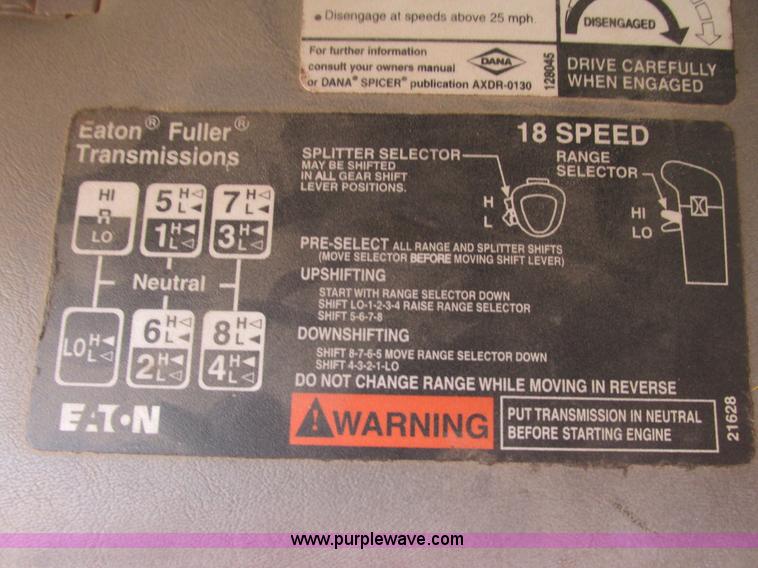 • Disengage at speeds above 25 mph.
DISENGAGED
For further information
consult your owners manual
or DANA® SPICER® publication AXDR-0130
DANA
128045
DRIVE CAREFULLY
WHEN ENGAGED
Eaton® Fuller®
Transmissions
18 SPEED
SPLITTER SELECTOR
MAY BE SHIFTED
IN ALL GEAR SHIFT
LEVER POSITIONS.
H
L
RANGE
SELECTOR
HI
LO
HI
R
LO
5 H L
1 H L
7 H L
3 H L
Neutral
LO H L
6 H L
2 H L
8 H L
4 H L
PRE-SELECT ALL RANGE AND SPLITTER SHIFTS
(MOVE SELECTOR BEFORE MOVING SHIFT LEVER)
UPSHIFTING
START WITH RANGE SELECTOR DOWN
SHIFT LO-1-2-3-4 RAISE RANGE SELECTOR
SHIFT 5-6-7-8
DOWNSHIFTING
SHIFT 8-7-6-5 MOVE RANGE SELECTOR DOWN
SHIFT 4-3-2-1-LO
DO NOT CHANGE RANGE WHILE MOVING IN REVERSE
EATON
WARNING
PUT TRANSMISSION IN NEUTRAL
BEFORE STARTING ENGINE
21628
www.purplewave.com